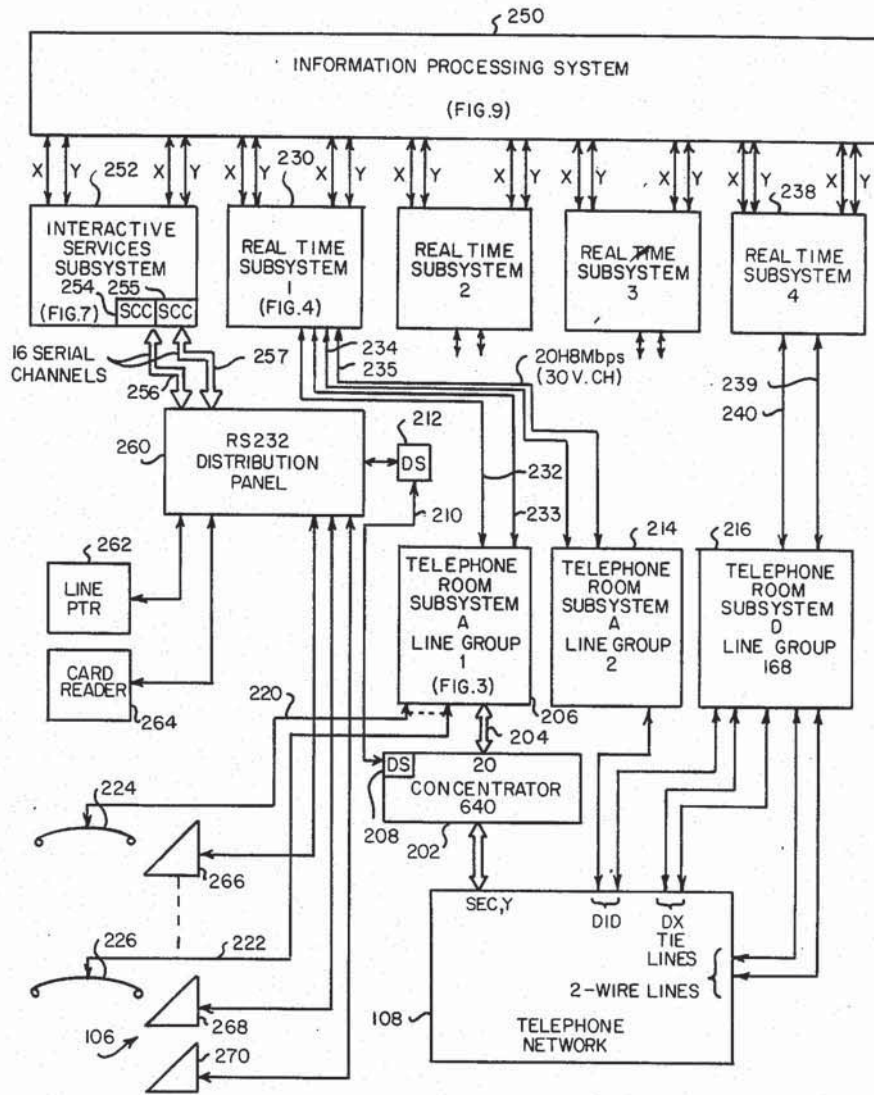 250
INFORMATION PROCESSING SYSTEM
(FIG.9)
X Y X Y X Y X Y X Y X Y X Y X Y X Y X Y
252
230
238
INTERACTIVE
SERVICES
SUBSYSTEM
254 255
(FIG.7) SCC SCC
REAL TIME
SUBSYSTEM
1
(FIG.4)
REAL TIME
SUBSYSTEM
2
REAL TIME
SUBSYSTEM
3
REAL TIME
SUBSYSTEM
4
16 SERIAL
CHANNELS
256
257
234
235
20H8Mbps
(30 V. CH)
239
240
260
RS232
DISTRIBUTION
PANEL
212
DS
210
232
233
214
216
262
LINE
PTR
CARD
READER
264
TELEPHONE
ROOM
SUBSYSTEM
A
LINE GROUP
1
(FIG.3)
206
TELEPHONE
ROOM
SUBSYSTEM
A
LINE GROUP
2
TELEPHONE
ROOM
SUBSYSTEM
D
LINE GROUP
168
220
204
DS
20
CONCENTRATOR
640
208
202
224
266
222
226
268
106
270
SEC,Y
DID
DX
TIE
LINES
2-WIRE LINES
108
TELEPHONE
NETWORK